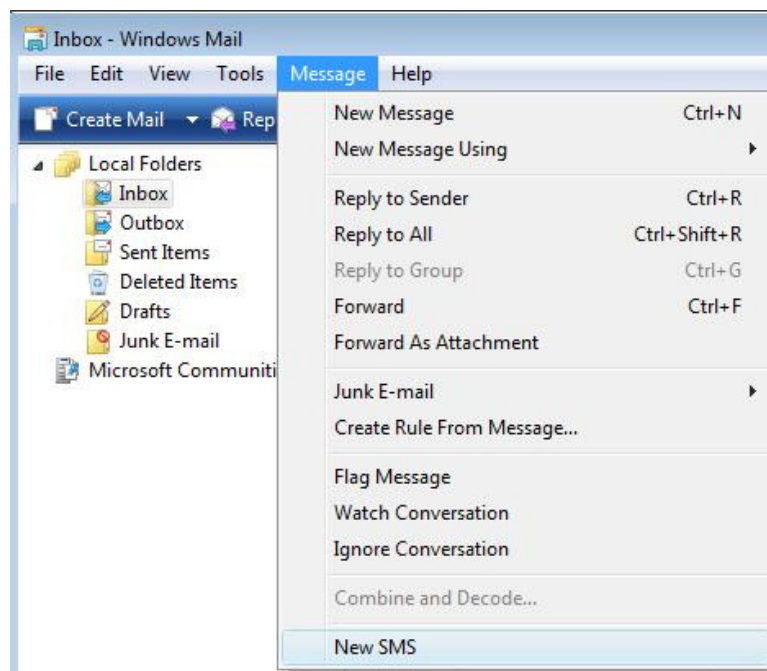 Inbox - Windows Mail
File Edit View Tools Message Help
Create Mail Rep
Local Folders
Inbox
Outbox
Sent Items
Deleted Items
Drafts
Junk E-mail
Microsoft Communiti
New Message Ctrl+N
New Message Using
Reply to Sender Ctrl+R
Reply to All Ctrl+Shift+R
Reply to Group Ctrl+G
Forward Ctrl+F
Forward As Attachment
Junk E-mail
Create Rule From Message...
Flag Message
Watch Conversation
Ignore Conversation
Combine and Decode...
New SMS